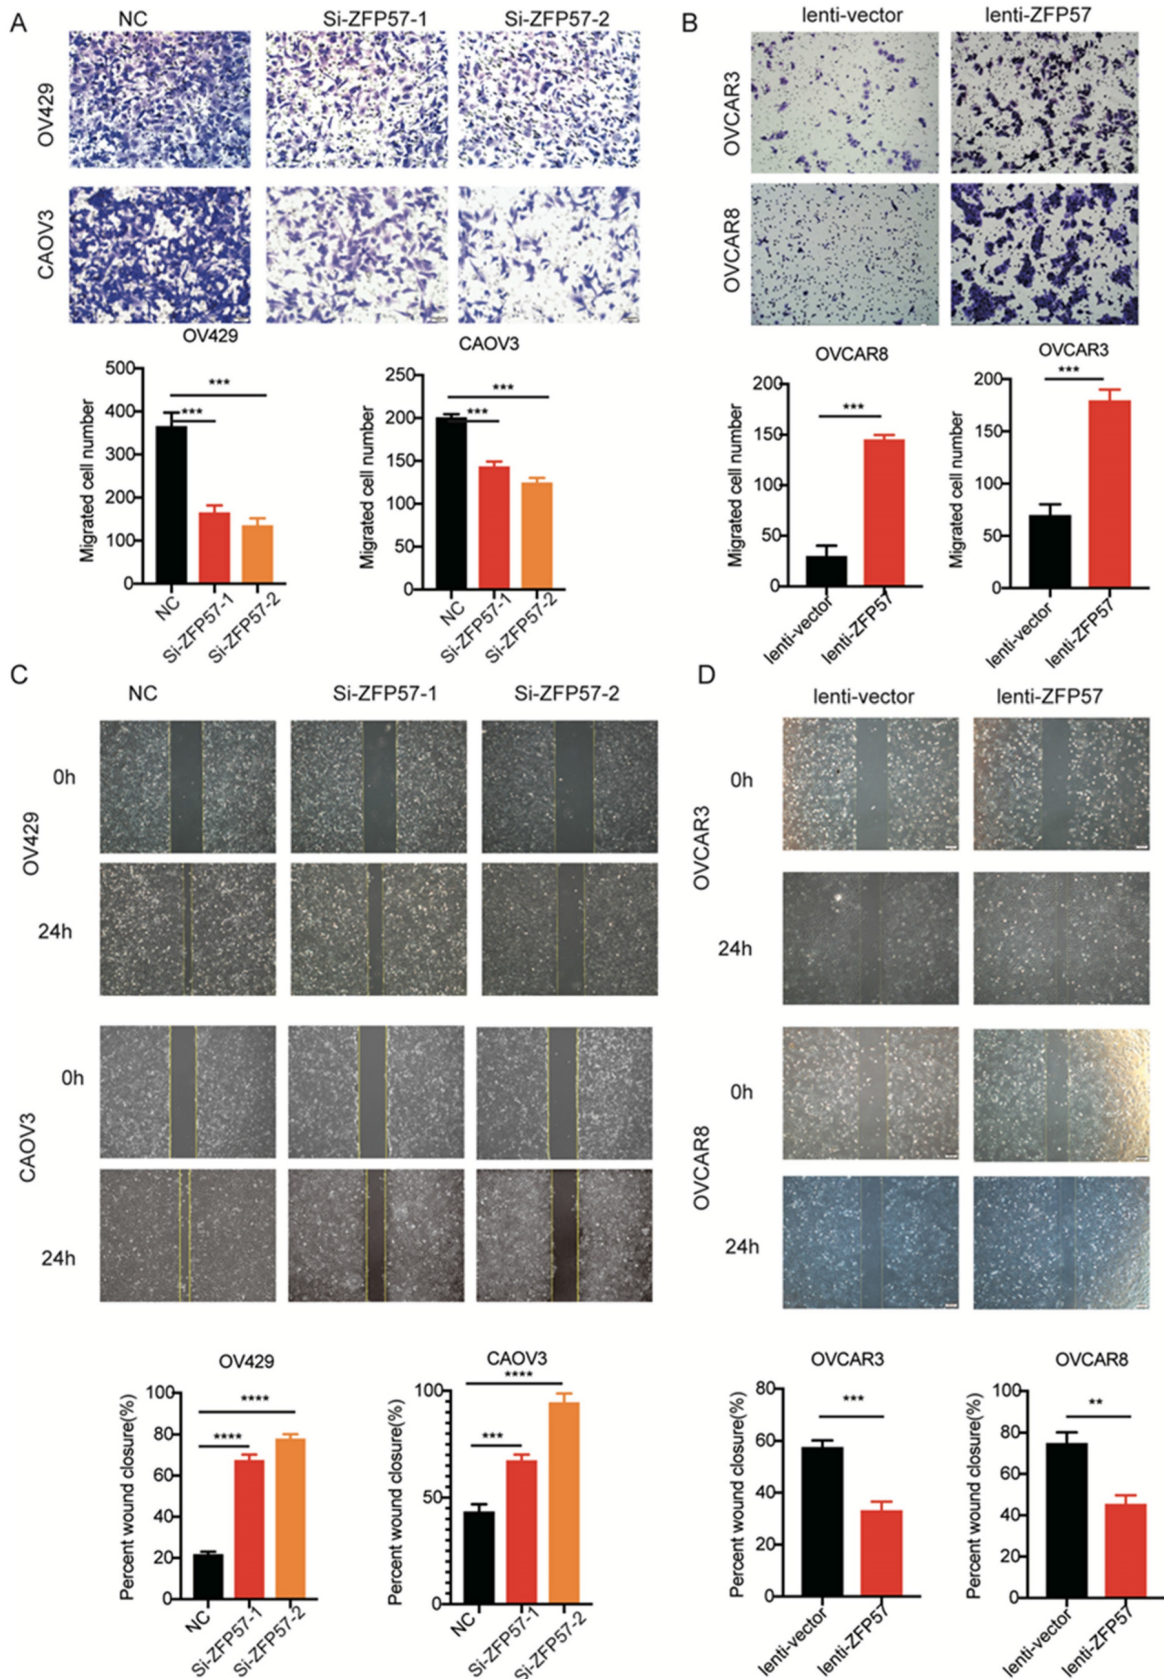 A
NC
Si-ZFP57-1
Si-ZFP57-2
OV429
CAOV3
OV429
Migrated cell number
500
400
300
200
100
0
***
***
NC
Si-ZFP57-1
Si-ZFP57-2
CAOV3
Migrated cell number
250
200
150
100
50
0
***
***
NC
Si-ZFP57-1
Si-ZFP57-2
B
lenti-vector
lenti-ZFP57
OVCAR3
OVCAR8
OVCAR8
Migrated cell number
200
150
100
50
0
***
lenti-vector
lenti-ZFP57
OVCAR3
Migrated cell number
200
150
100
50
0
***
lenti-vector
lenti-ZFP57
C
NC
Si-ZFP57-1
Si-ZFP57-2
OV429
0h
24h
CAOV3
0h
24h
OV429
Percent wound closure(%)
100
80
60
40
20
0
****
****
NC
Si-ZFP57-1
Si-ZFP57-2
CAOV3
Percent wound closure(%)
100
50
0
****
***
NC
Si-ZFP57-1
Si-ZFP57-2
D
lenti-vector
lenti-ZFP57
OVCAR3
0h
24h
OVCAR8
0h
24h
OVCAR3
Percent wound closure(%)
80
60
40
20
0
***
lenti-vector
lenti-ZFP57
OVCAR8
Percent wound closure(%)
100
80
60
40
20
0
**
lenti-vector
lenti-ZFP57